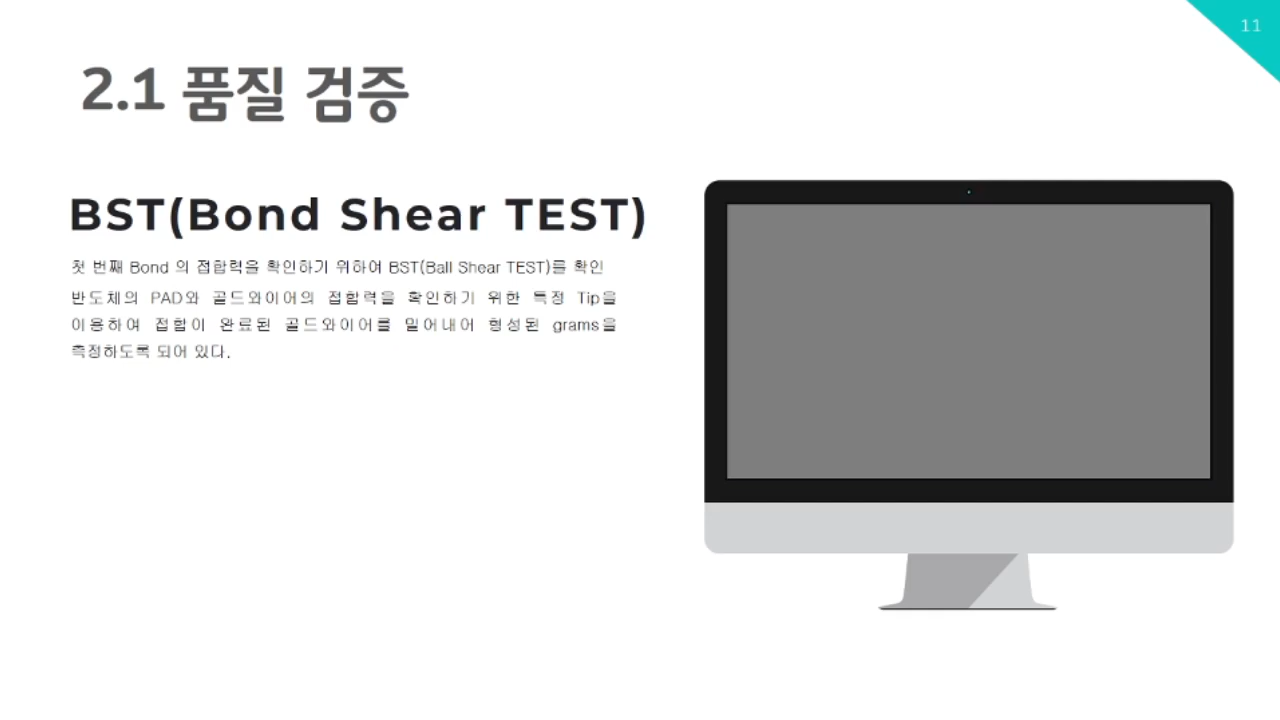 11
2.1 품질 검증
BST(Bond Shear TEST)
첫 번째 Bond 의 접합력을 확인하기 위하여 BST(Ball Shear TEST)를 확인
반도체의 PAD와 골드와이어의 접합력을 확인하기 위한 특정 Tip을
이용하여 접합이 완료된 골드와이어를 밀어내어 형성된 grams을
측정하도록 되어 있다.